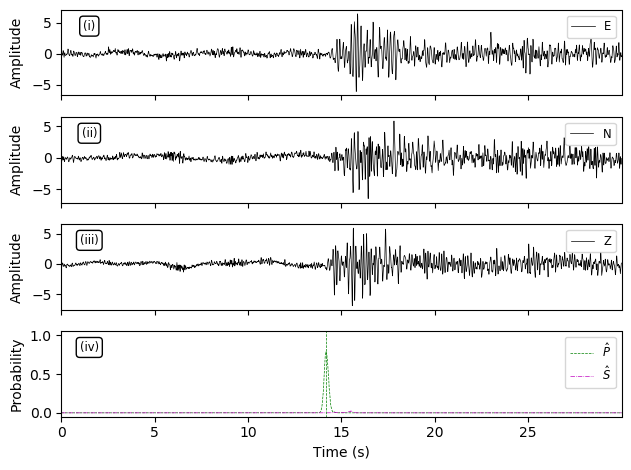 Amplitude
5
0
−5
(i)
E
Amplitude
5
0
−5
(ii)
N
Amplitude
5
0
−5
(iii)
Z
Probability
1.0
0.5
0.0
(iv)
P̂
Ŝ
0 5 10 15 20 25
Time (s)